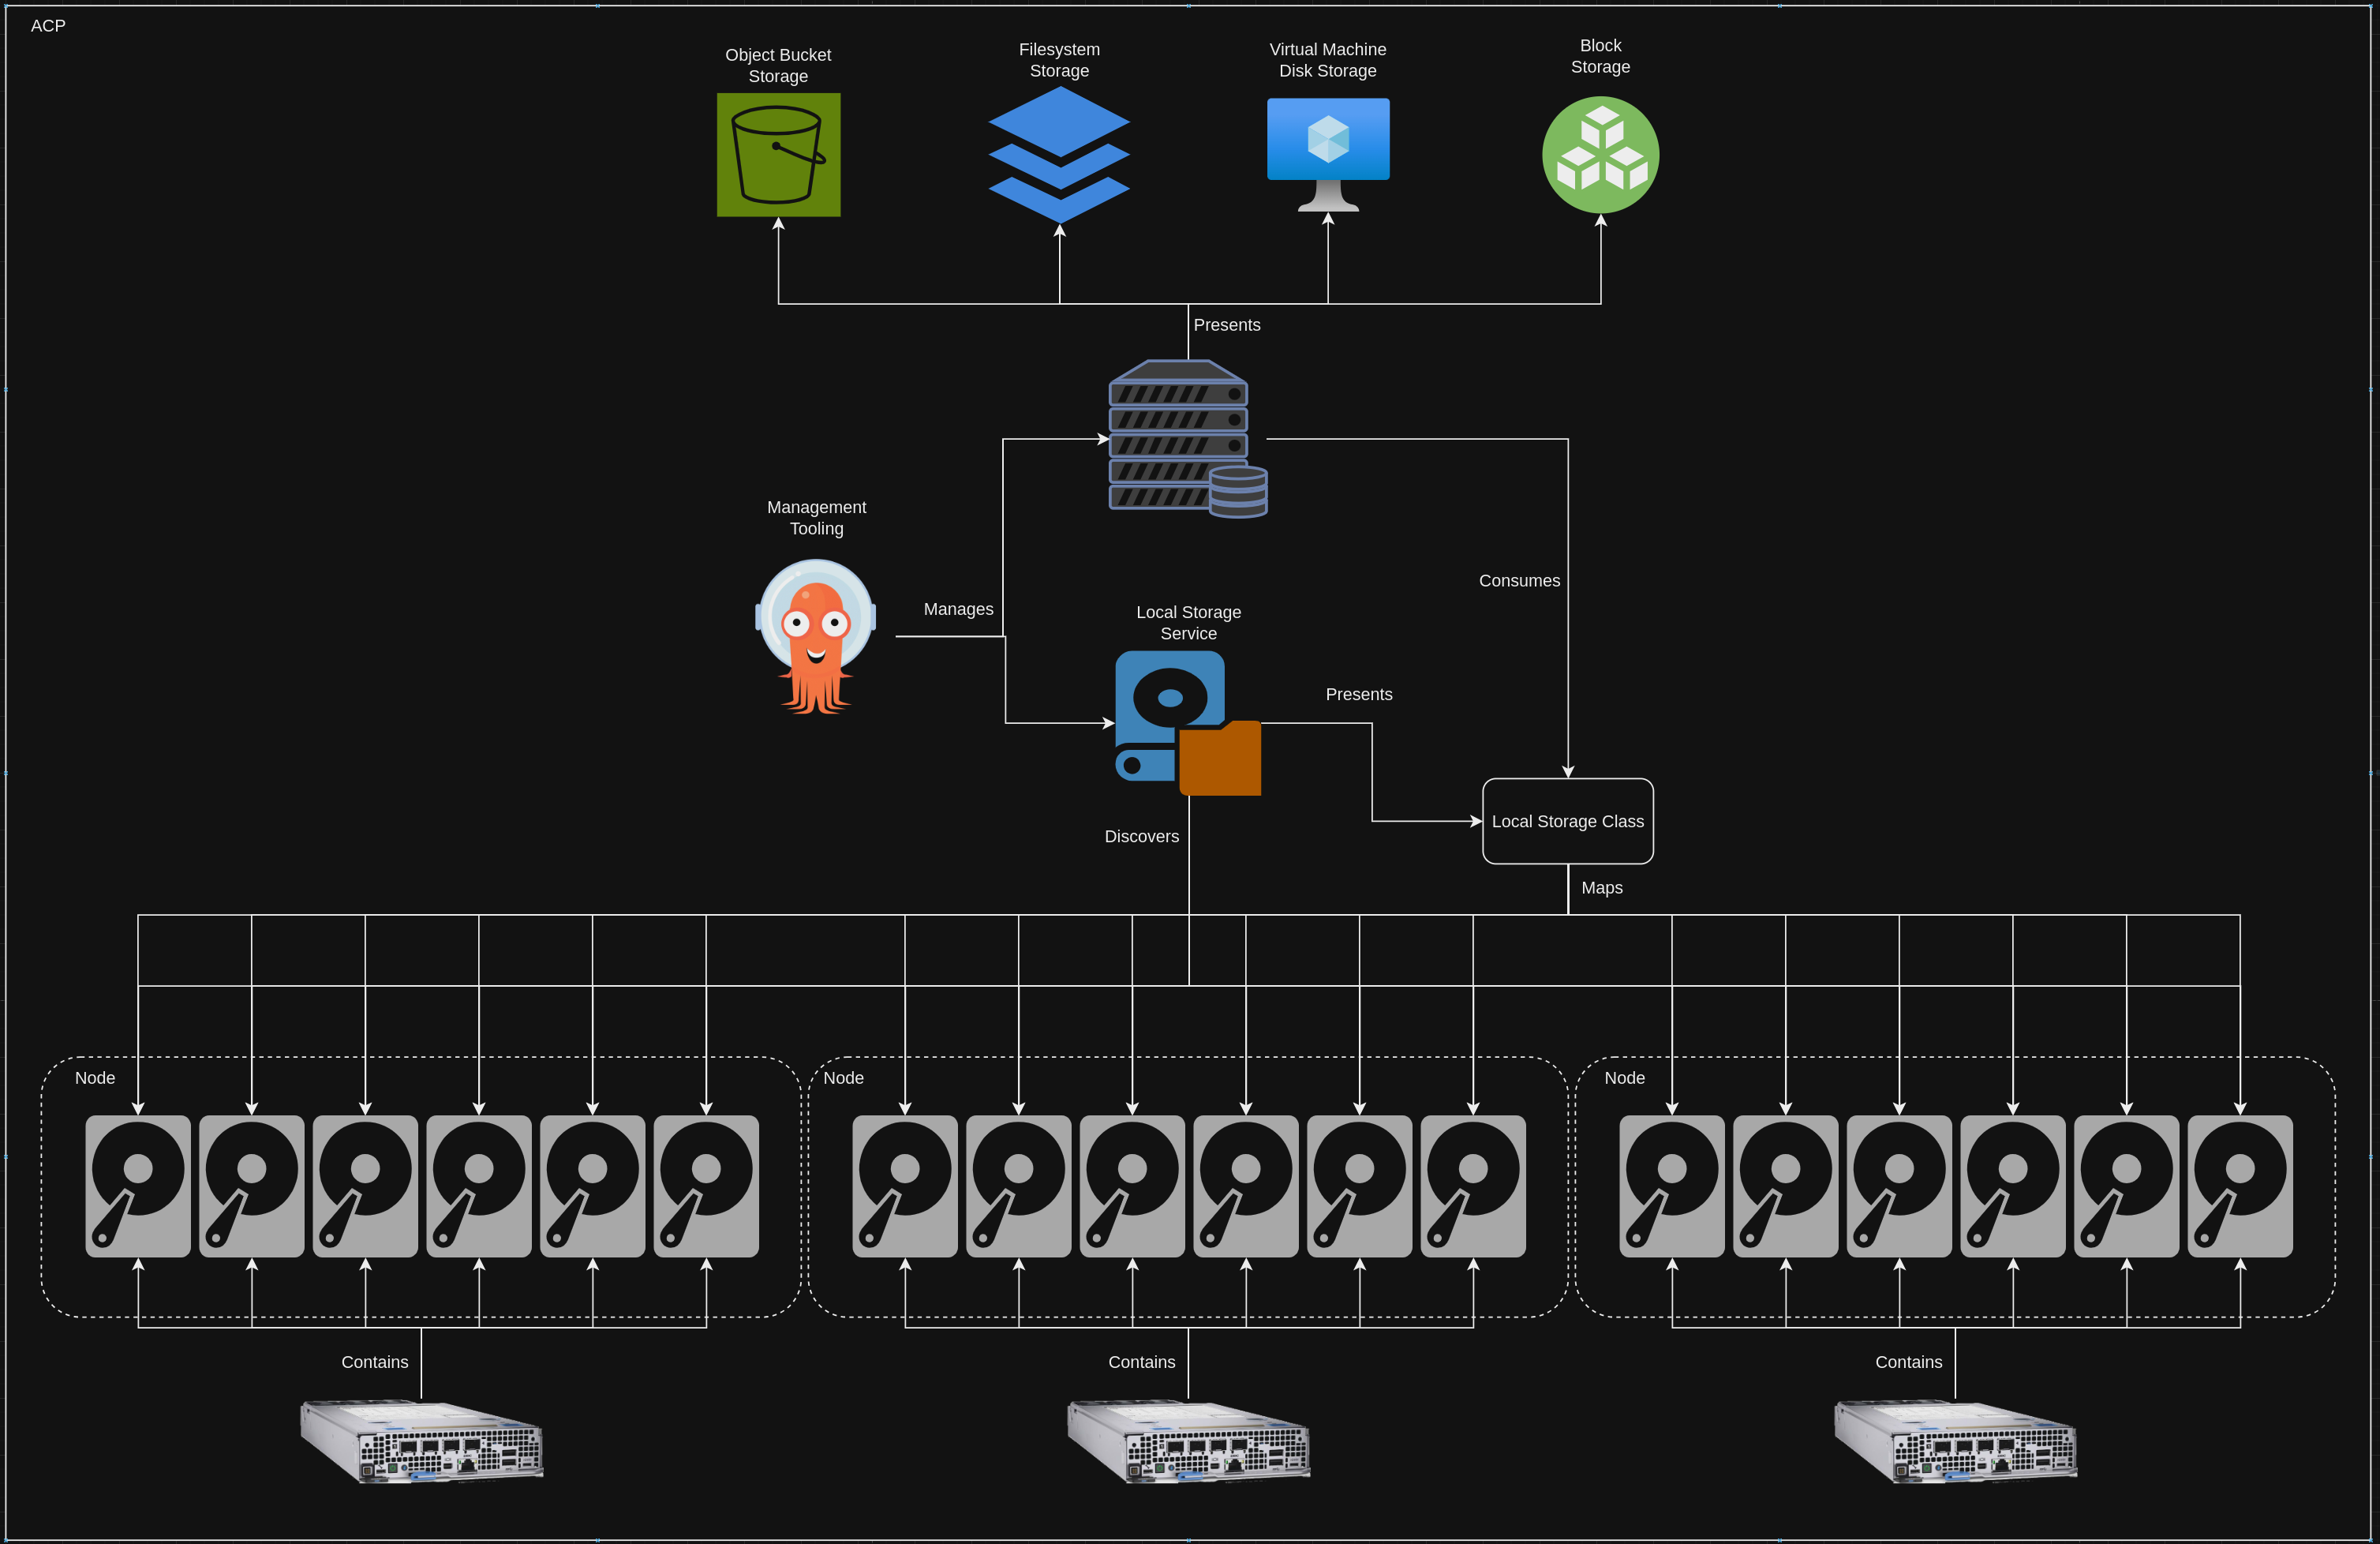 ACP
Object Bucket
Storage
Filesystem
Storage
Virtual Machine
Disk Storage
Block
Storage
Presents
Management
Tooling
Manages
Consumes
Local Storage
Service
Presents
Local Storage Class
Discovers
Maps
Node
Node
Node
Contains
Contains
Contains